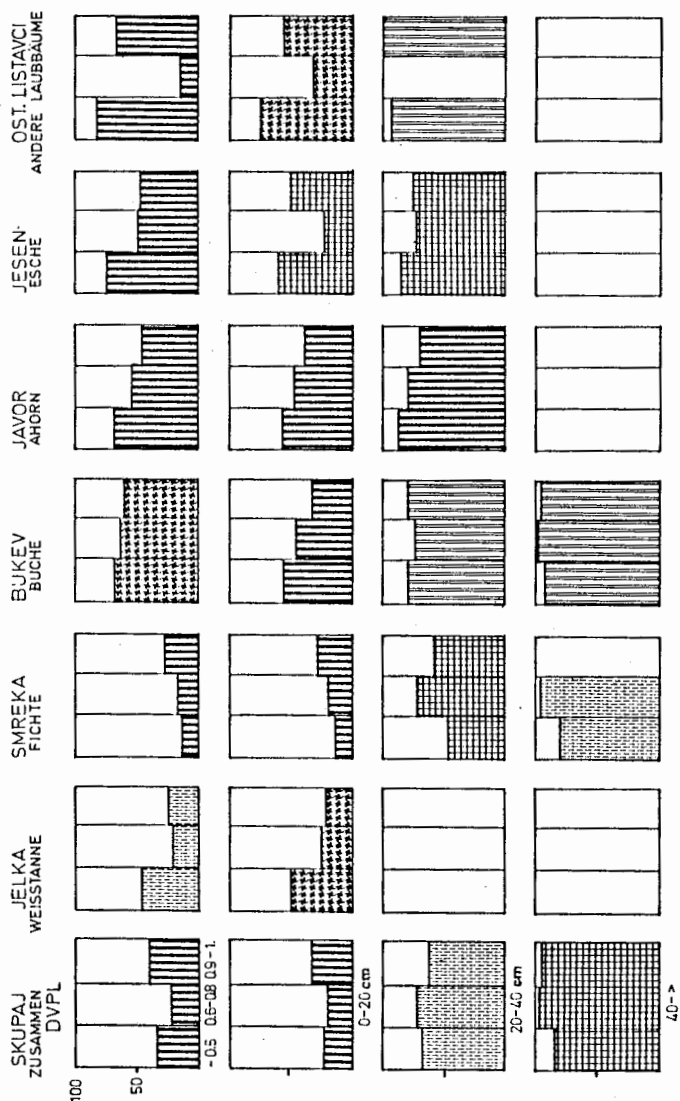 SKUPAJ
ZUSAMMEN
DVPL
JELKA
WEISSTANNE
SMREKA
FICHTE
BUKEV
BUCHE
JAVOR
AHORN
JESEN-
ESCHE
OST. LISTAVCI
ANDERE LAUBBÄUME
100
50
-0.5 0.6-0.8 0.9-1.
0-20 cm
20-40 cm
40->